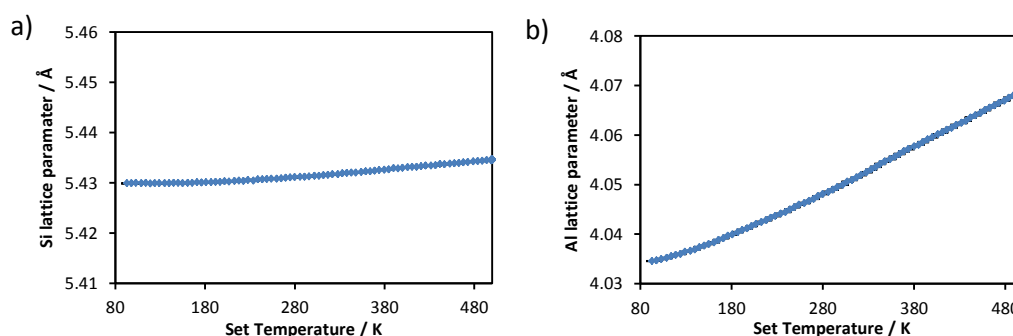 a)
5.46
5.45
5.44
5.43
5.42
5.41
Si lattice paramater / Å
80 180 280 380 480
Set Temperature / K
b)
4.08
4.07
4.06
4.05
4.04
4.03
Al lattice parameter / Å
80 180 280 380 480
Set Temperature / K